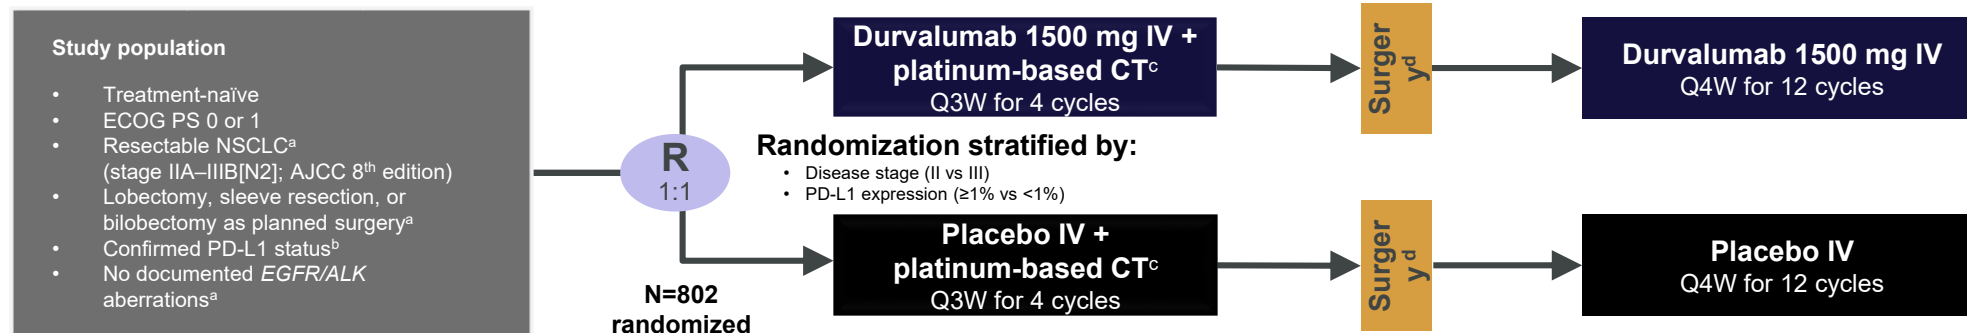 Study population
• Treatment-naïve
• ECOG PS 0 or 1
• Resectable NSCLCᵃ
(stage IIA–IIIB[N2]; AJCC 8ᵗʰ edition)
• Lobectomy, sleeve resection, or
bilobectomy as planned surgeryᵃ
• Confirmed PD-L1 statusᵇ
• No documented EGFR/ALK
aberrationsᵃ
R
1:1
N=802
randomized
Durvalumab 1500 mg IV +
platinum-based CTᶜ
Q3W for 4 cycles
Surger
yᵈ
Durvalumab 1500 mg IV
Q4W for 12 cycles
Randomization stratified by:
• Disease stage (II vs III)
• PD-L1 expression (≥1% vs <1%)
Placebo IV +
platinum-based CTᶜ
Q3W for 4 cycles
Surger
y ᵈ
Placebo IV
Q4W for 12 cycles